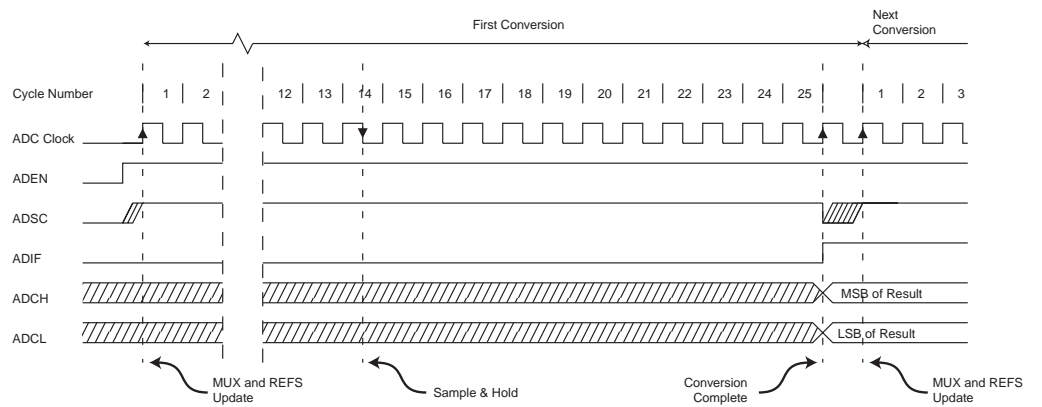 First Conversion
Next
Conversion
Cycle Number
1 2 12 13 14 15 16 17 18 19 20 21 22 23 24 25 1 2 3
ADC Clock
ADEN
ADSC
ADIF
ADCH
MSB of Result
ADCL
LSB of Result
MUX and REFS
Update
Sample & Hold
Conversion
Complete
MUX and REFS
Update